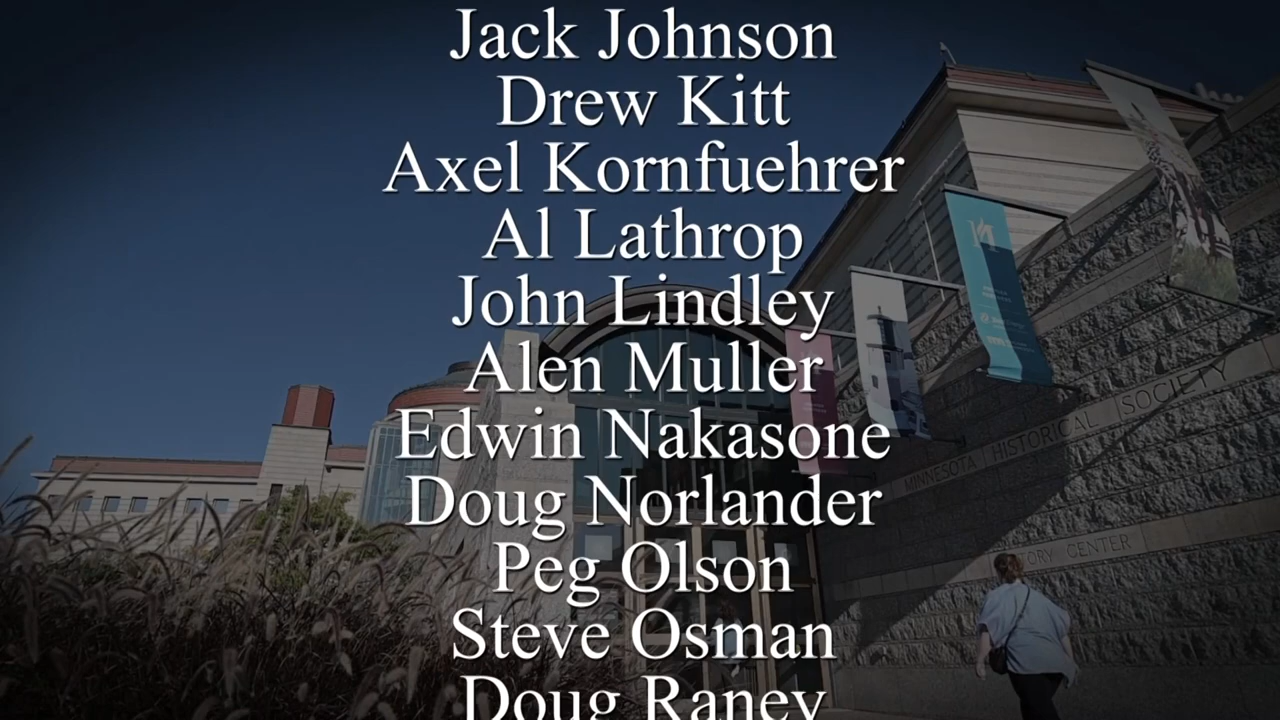 Jack Johnson
Drew Kitt
Axel Kornfuehrer
Al Lathrop
John Lindley
Alen Muller
Edwin Nakasone
Doug Norlander
Peg Olson
Steve Osman
Doug Raney
MINNESOTA HISTORICAL SOCIETY
TORY CENTER